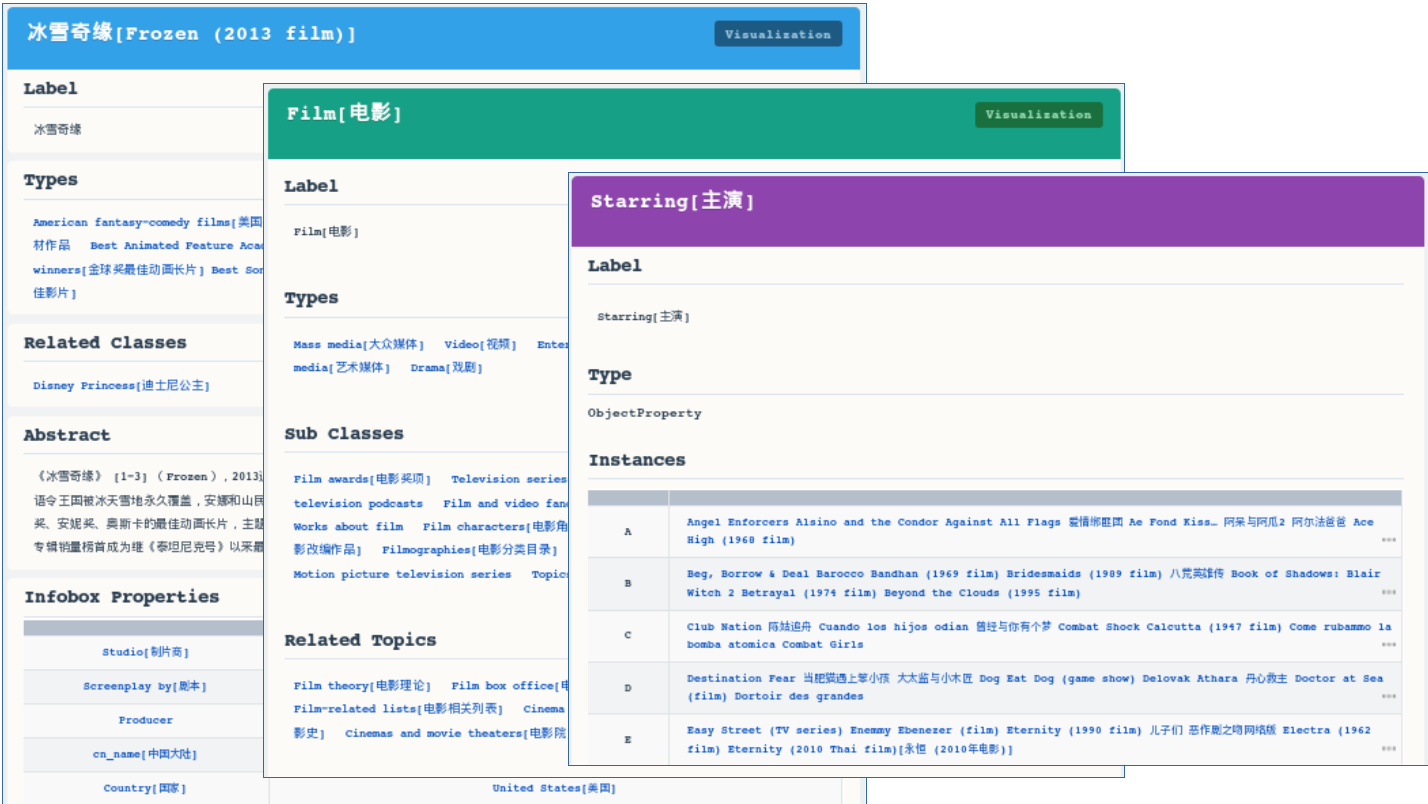 冰雪奇缘[Frozen (2013 film)]
Visualization
Label
冰雪奇缘
Types
American fantasy-comedy films[美国
材作品 Best Animated Feature Aca
winners[金球奖最佳动画长片] Best Son
佳影片]
Related Classes
Disney Princess[迪士尼公主]
Abstract
《冰雪奇缘》 [1-3] (Frozen),2013
语令王国被冰天雪地永久覆盖,安娜和山民
奖、安妮奖、奥斯卡的最佳动画长片,主题
专辑销量榜首成为继《泰坦尼克号》以来最
Infobox Properties
Studio[制片商]
Screenplay by[剧本]
Producer
cn_name[中国大陆]
Country[国家]
United States[美国]
Film[电影]
Visualization
Label
Film[电影]
Types
Mass media[大众媒体] Video[视频] Enter
media[艺术媒体] Drama[戏剧]
Sub Classes
Film awards[电影奖项] Television series
television podcasts Film and video fan
Works about film Film characters[电影角
影改编作品] Filmographies[电影分类目录]
Motion picture television series Topic
Related Topics
Film theory[电影理论] Film box office[电
Film-related lists[电影相关列表] Cinema
影史] Cinemas and movie theaters[电影院
Starring[主演]
Label
Starring[主演]
Type
ObjectProperty
Instances
A
Angel Enforcers Alsino and the Condor Against All Flags 爱情绑匪团 Ae Fond Kiss… 阿呆与阿瓜2 阿尔法爸爸 Ace
High (1968 film)
B
Beg, Borrow & Deal Barocco Bandhan (1969 film) Bridesmaids (1989 film) 八荒英雄传 Book of Shadows: Blair
Witch 2 Betrayal (1974 film) Beyond the Clouds (1995 film)
C
Club Nation 陈姑追舟 Cuando los hijos odian 曾经与你有个梦 Combat Shock Calcutta (1947 film) Come rubammo la
bomba atomica Combat Girls
D
Destination Fear 当肥猫遇上笨小孩 大太监与小木匠 Dog Eat Dog (game show) Delovak Athara 丹心救主 Doctor at Sea
(film) Dortoir des grandes
E
Easy Street (TV series) Enemmy Ebenezer (film) Eternity (1990 film) 儿子们 恶作剧之吻网络版 Electra (1962
film) Eternity (2010 Thai film)[永恒 (2010年电影)]